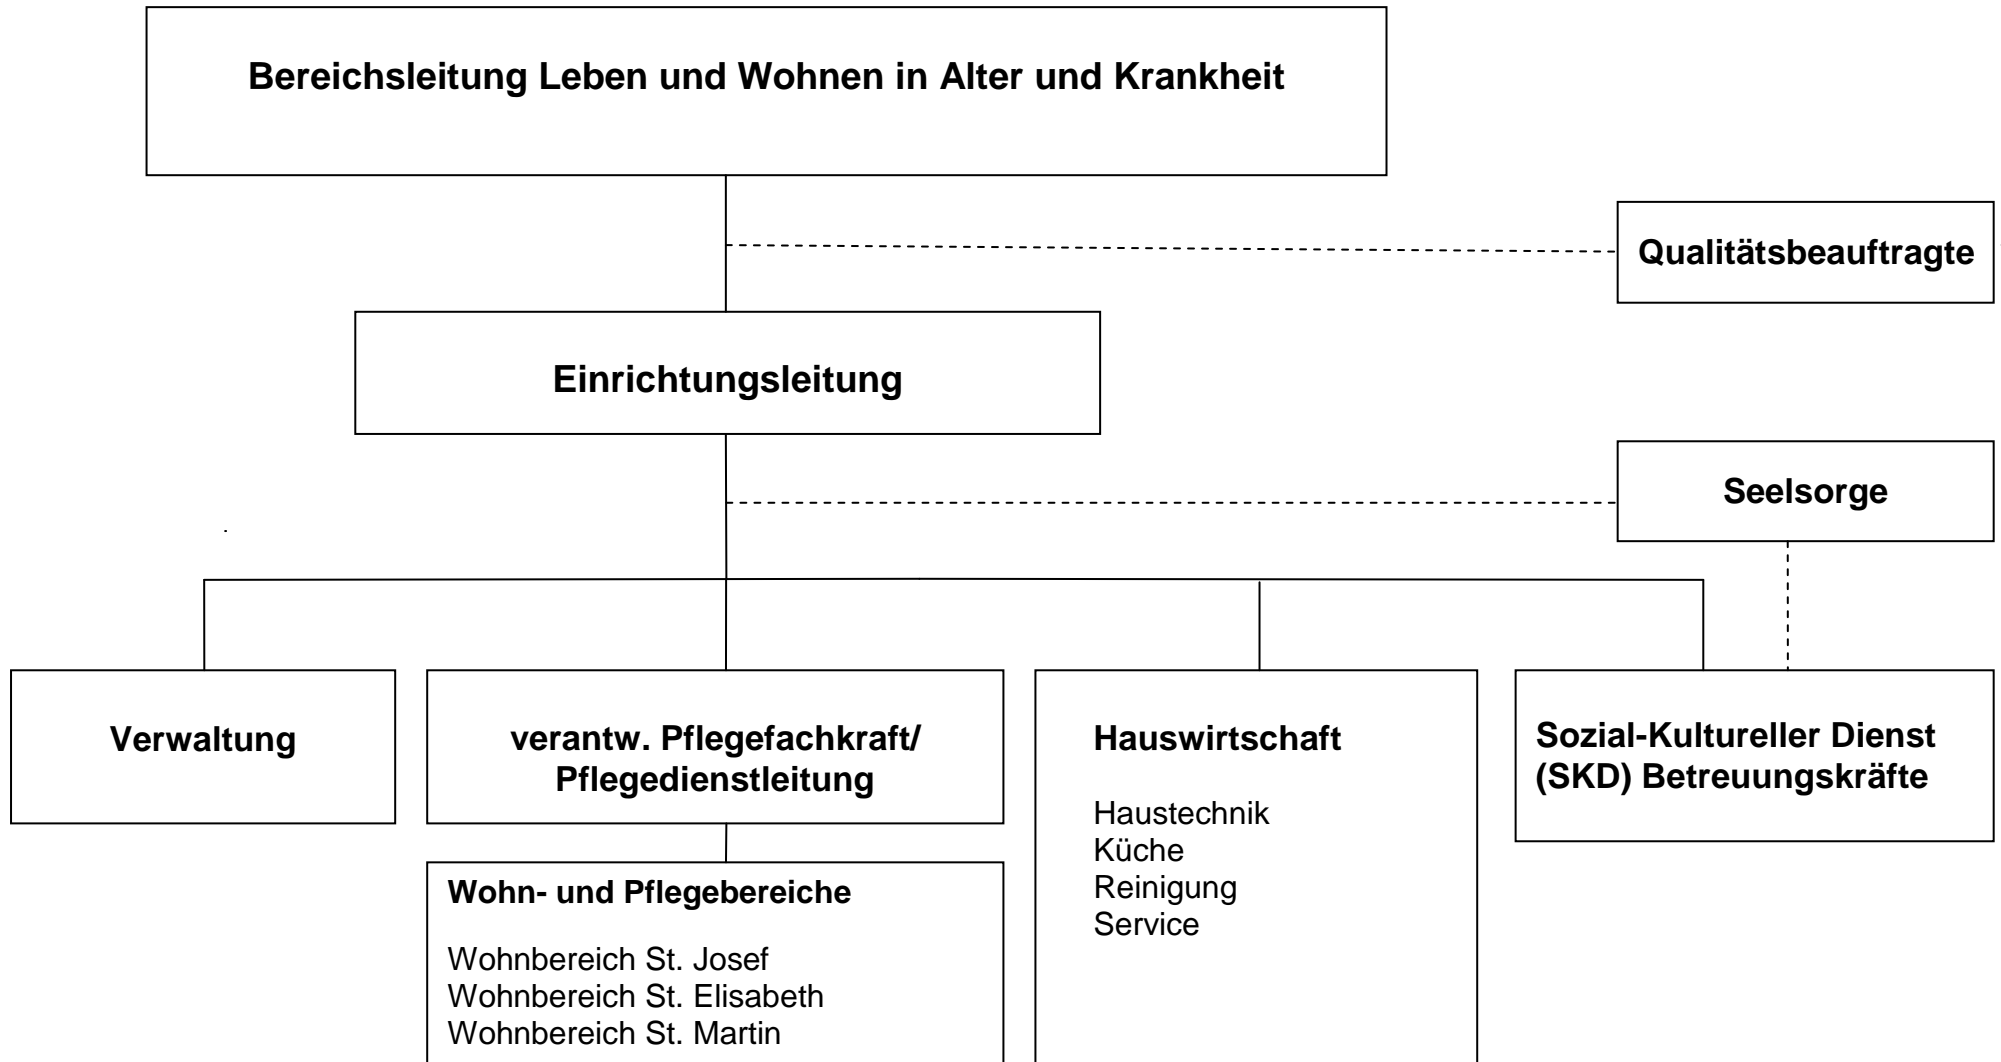 Bereichsleitung Leben und Wohnen in Alter und Krankheit
Qualitätsbeauftragte
Einrichtungsleitung
Seelsorge
Verwaltung
verantw. Pflegefachkraft/
Pflegedienstleitung
Wohn- und Pflegebereiche
Wohnbereich St. Josef
Wohnbereich St. Elisabeth
Wohnbereich St. Martin
Hauswirtschaft
Haustechnik
Küche
Reinigung
Service
Sozial-Kultureller Dienst
(SKD) Betreuungskräfte